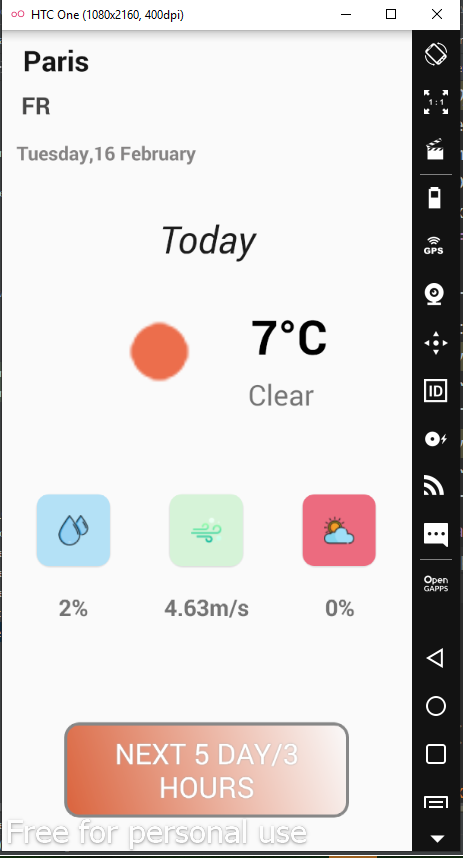 HTC One (1080x2160, 400dpi)
Paris
FR
Tuesday,16 February
Today
7°C
Clear
2%
4.63m/s
0%
NEXT 5 DAY/3
HOURS
Free for personal use
1:1
GPS
ID
Open
GAPPS